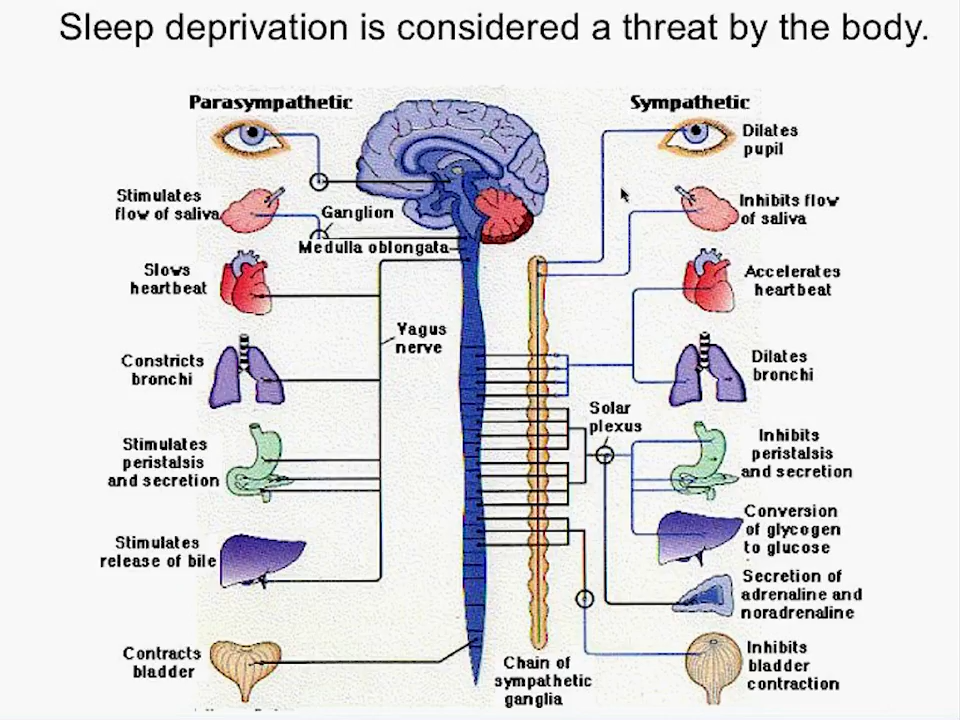 Sleep deprivation is considered a threat by the body.
Parasympathetic
Sympathetic
Dilates
pupil
Stimulates
flow of saliva
Ganglion
Medulla oblongata
Inhibits flow
of saliva
Slows
heartbeat
Accelerates
heartbeat
Vagus
nerve
Constricts
bronchi
Dilates
bronchi
Solar
plexus
Stimulates
peristalsis
and secretion
Inhibits
peristalsis
and secretion
Conversion
of glycogen
to glucose
Stimulates
release of bile
Secretion of
adrenaline and
noradrenaline
Contracts
bladder
Chain of
sympathetic
ganglia
Inhibits
bladder
contraction